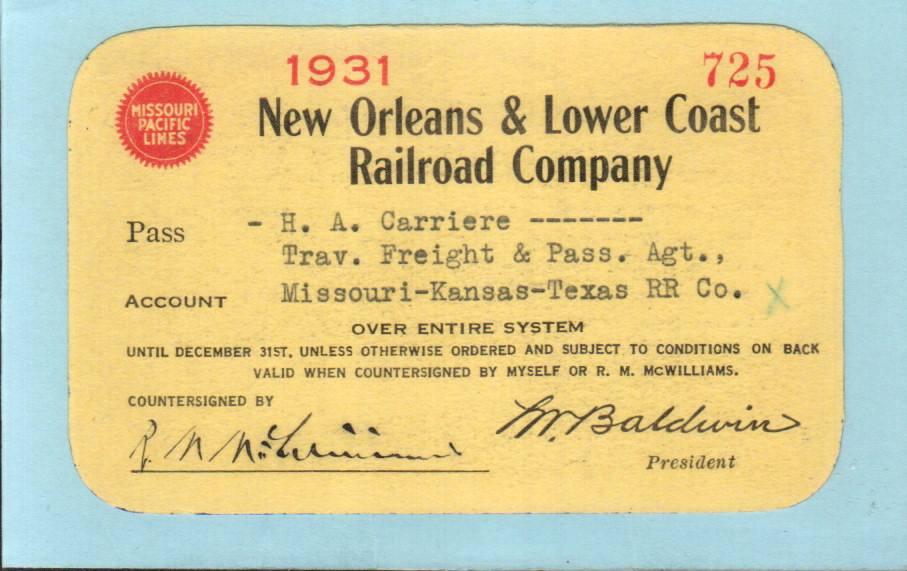 1931
725
MISSOURI
PACIFIC
LINES
New Orleans & Lower Coast
Railroad Company
Pass - H. A. Carriere -------
Trav. Freight & Pass. Agt.,
ACCOUNT Missouri-Kansas-Texas RR Co. X
OVER ENTIRE SYSTEM
UNTIL DECEMBER 31ST, UNLESS OTHERWISE ORDERED AND SUBJECT TO CONDITIONS ON BACK
VALID WHEN COUNTERSIGNED BY MYSELF OR R. M. McWILLIAMS.
COUNTERSIGNED BY
R. M. McWilliams
Baldwin
President